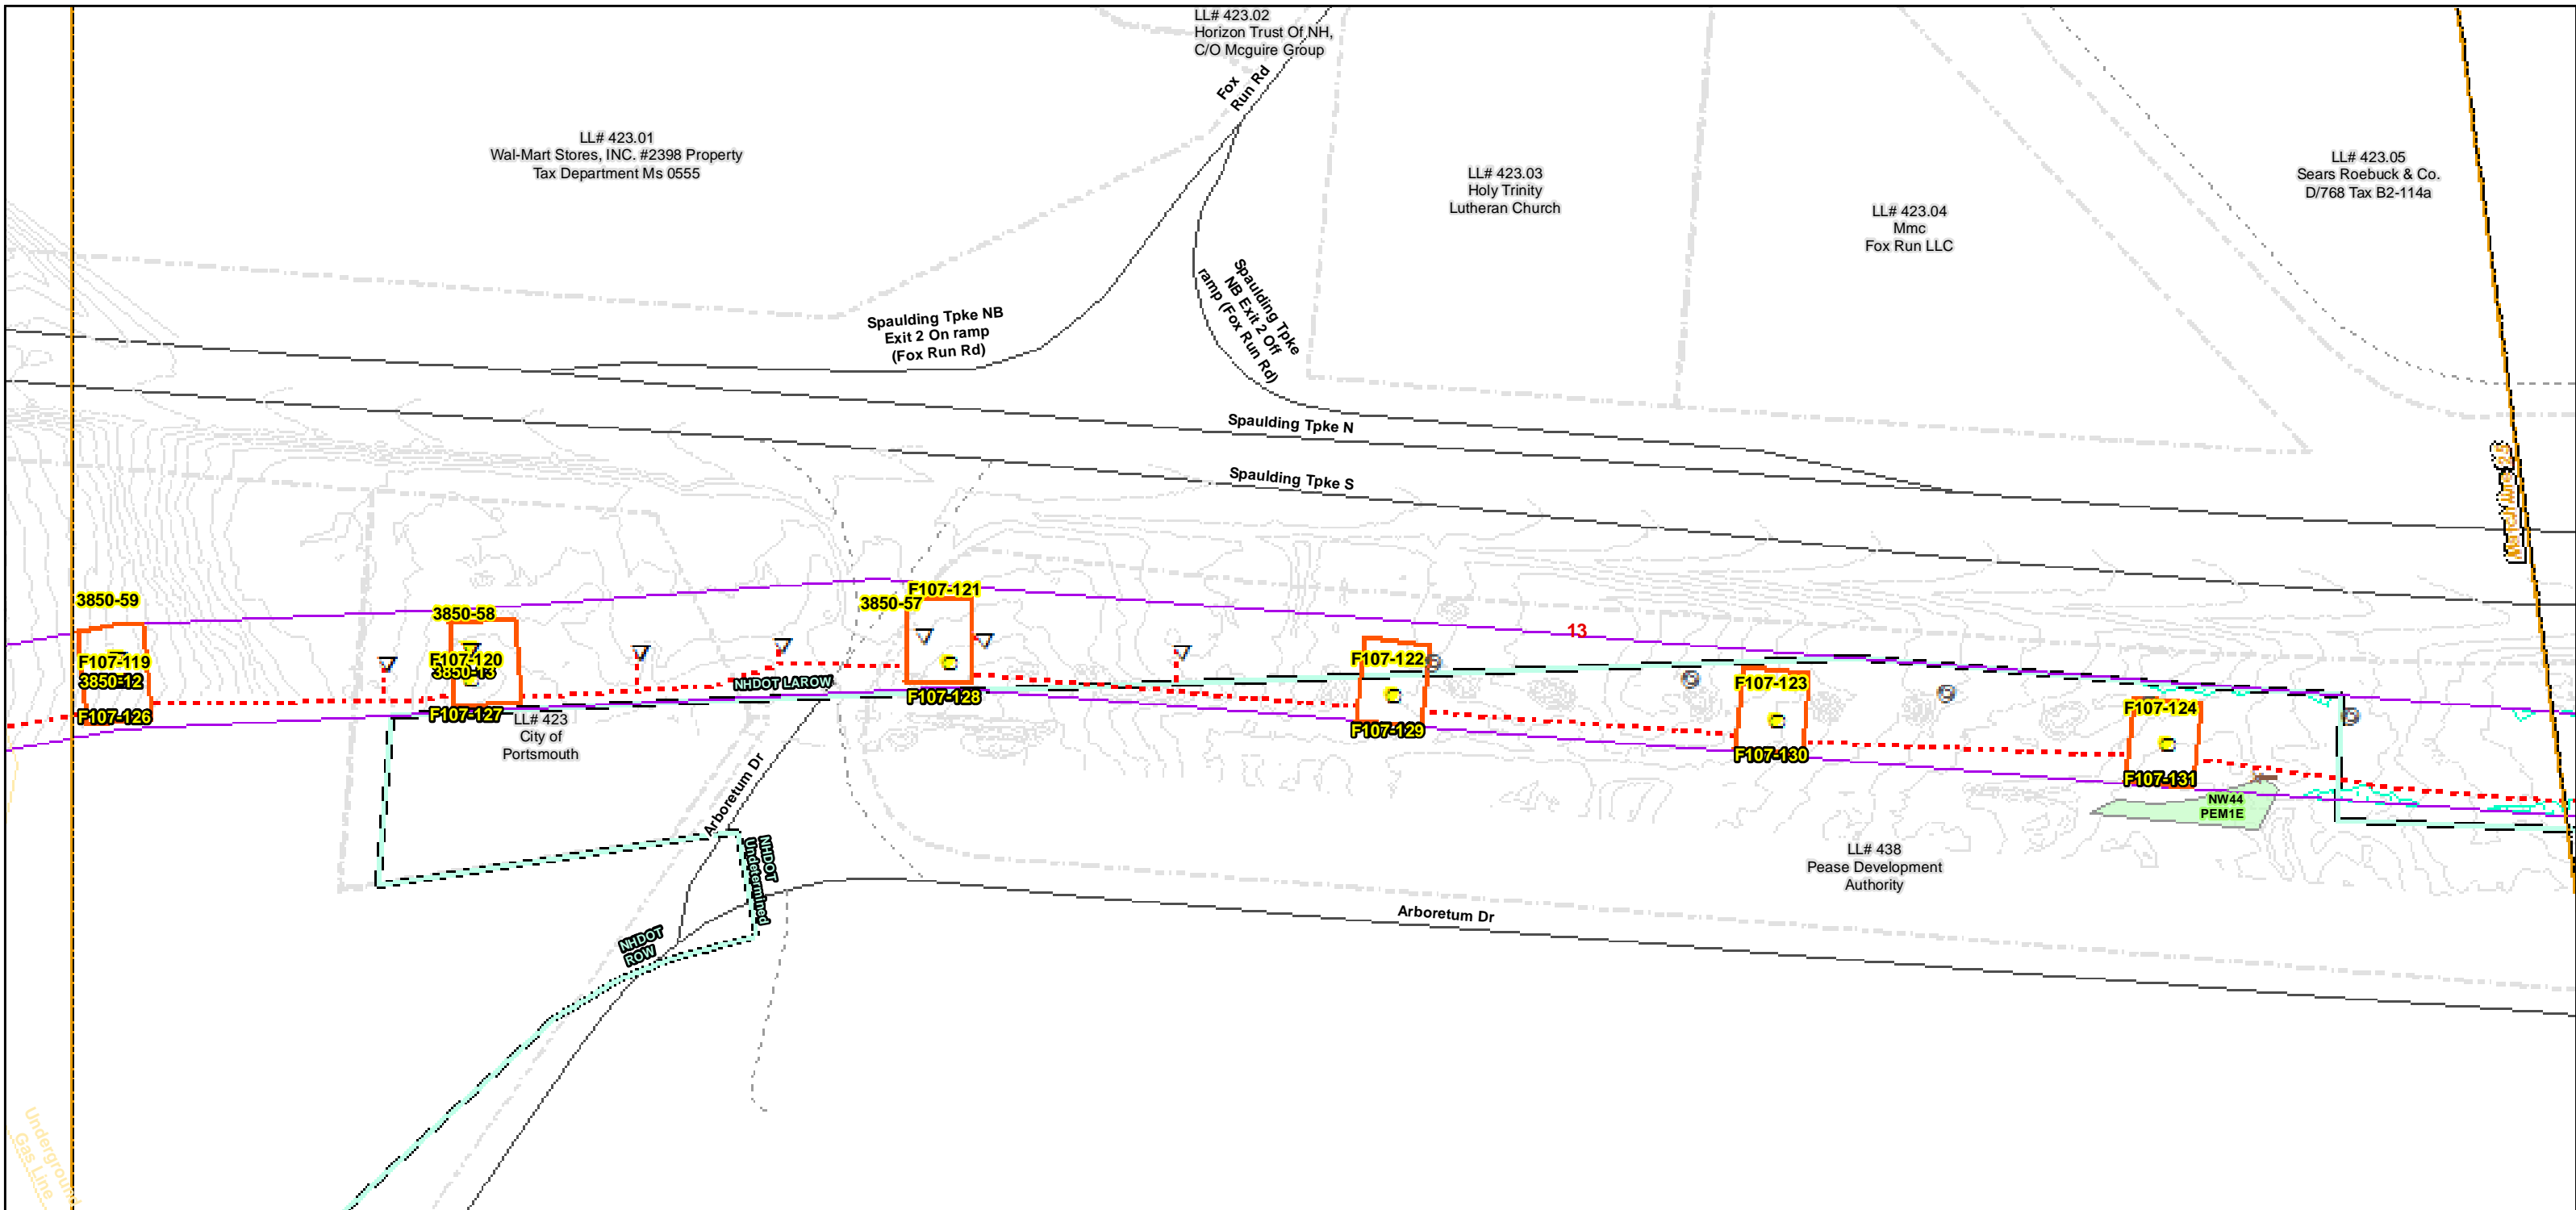 LL# 423.02
Horizon Trust Of NH,
C/O Mcguire Group
Fox
Run Rd
LL# 423.01
Wal-Mart Stores, INC. #2398 Property
Tax Department Ms 0555
LL# 423.03
Holy Trinity
Lutheran Church
LL# 423.04
Mmc
Fox Run LLC
LL# 423.05
Sears Roebuck & Co.
D/768 Tax B2-114a
Spaulding Tpke NB
Exit 2 On ramp
(Fox Run Rd)
Spaulding Tpke
NB Exit 2 Off
ramp (Fox Run Rd)
Spaulding Tpke N
Spaulding Tpke S
3850-59
F107-119
3850-12
F107-126
3850-58
F107-120
3850-13
F107-127
F107-121
3850-57
F107-128
NHDOT LAROW
F107-122
F107-129
13
F107-123
F107-130
F107-124
F107-131
NW44
PEM1E
LL# 423
City of
Portsmouth
Arboretum Dr
NHDOT
Undetermined
NHDOT
ROW
LL# 438
Pease Development
Authority
Arboretum Dr
Underground
Gas Line